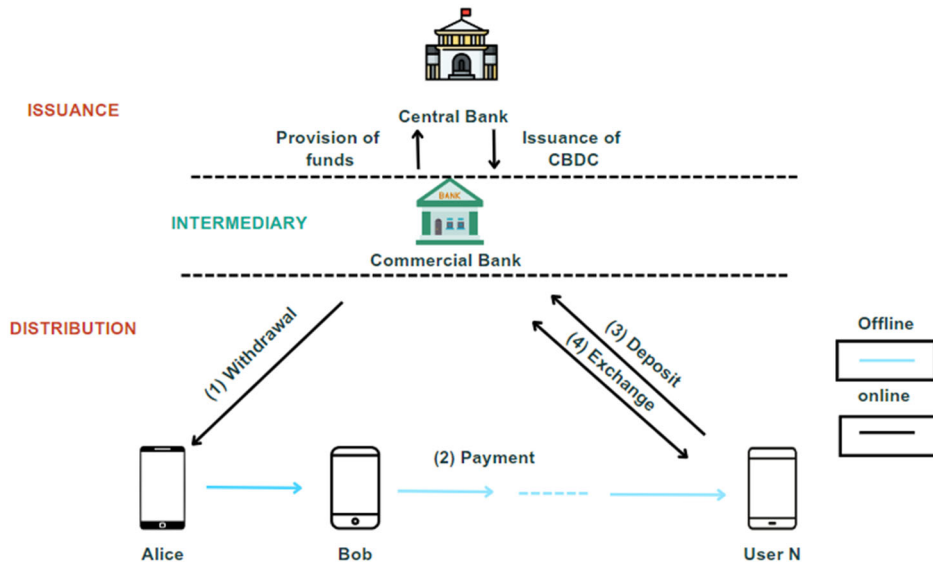 ISSUANCE
Central Bank
Provision of
funds
Issuance of
CBDC
BANK
INTERMEDIARY
Commercial Bank
DISTRIBUTION
(1) Withdrawal
(3) Deposit
(4) Exchange
Offline
online
(2) Payment
Alice
Bob
User N